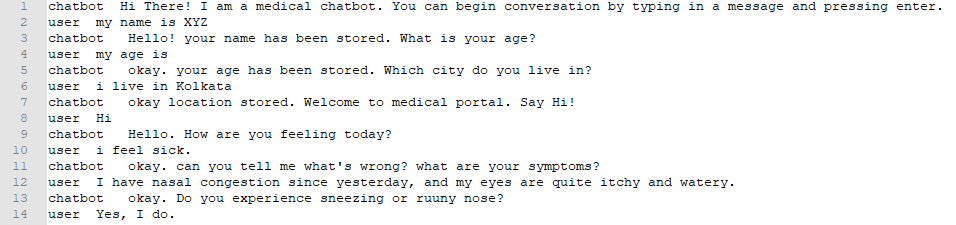 1 chatbot Hi There! I am a medical chatbot. You can begin conversation by typing in a message and pressing enter.
2 user my name is XYZ
3 chatbot Hello! your name has been stored. What is your age?
4 user my age is
5 chatbot okay. your age has been stored. Which city do you live in?
6 user i live in Kolkata
7 chatbot okay location stored. Welcome to medical portal. Say Hi!
8 user Hi
9 chatbot Hello. How are you feeling today?
10 user i feel sick.
11 chatbot okay. can you tell me what's wrong? what are your symptoms?
12 user I have nasal congestion since yesterday, and my eyes are quite itchy and watery.
13 chatbot okay. Do you experience sneezing or ruuny nose?
14 user Yes, I do.